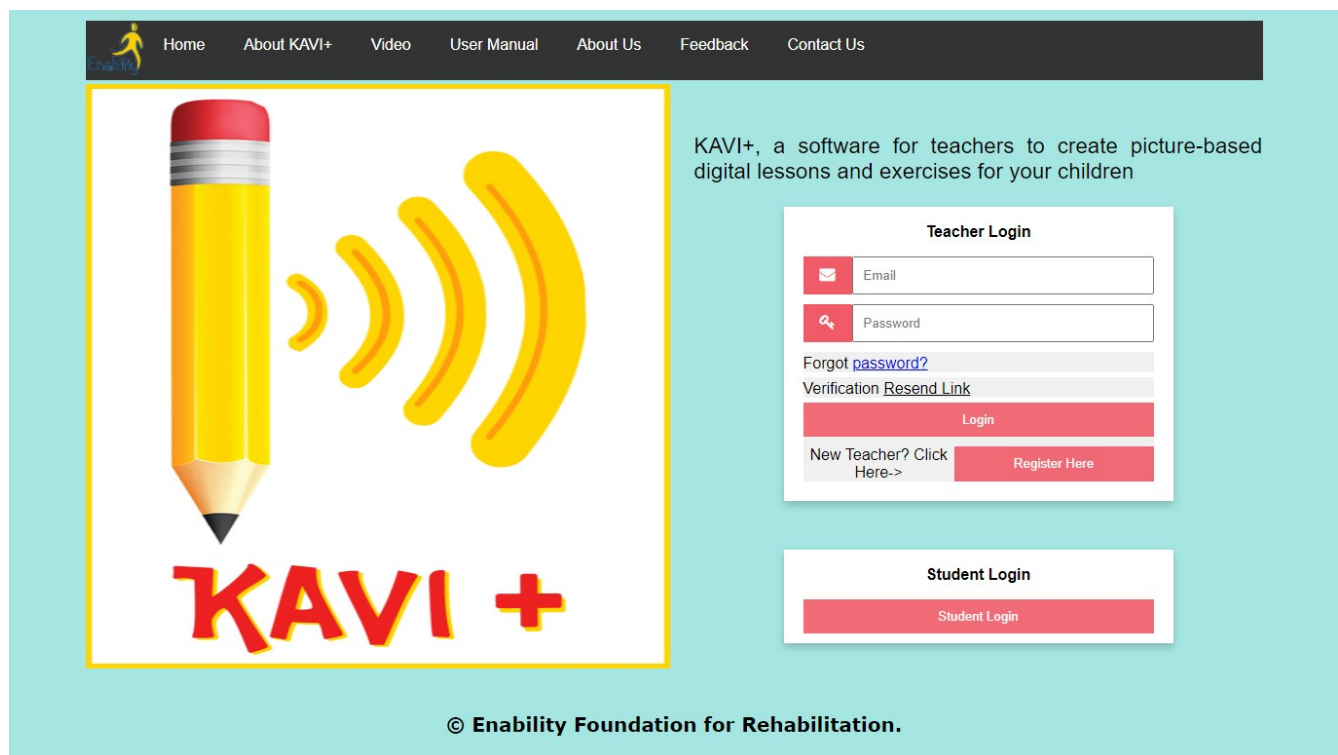 Enability
Home About KAVI+ Video User Manual About Us Feedback Contact Us
KAVI +
KAVI+, a software for teachers to create picture-based
digital lessons and exercises for your children
Teacher Login
Email
Password
Forgot password?
Verification Resend Link
Login
New Teacher? Click
Here->
Register Here
Student Login
Student Login
© Enability Foundation for Rehabilitation.